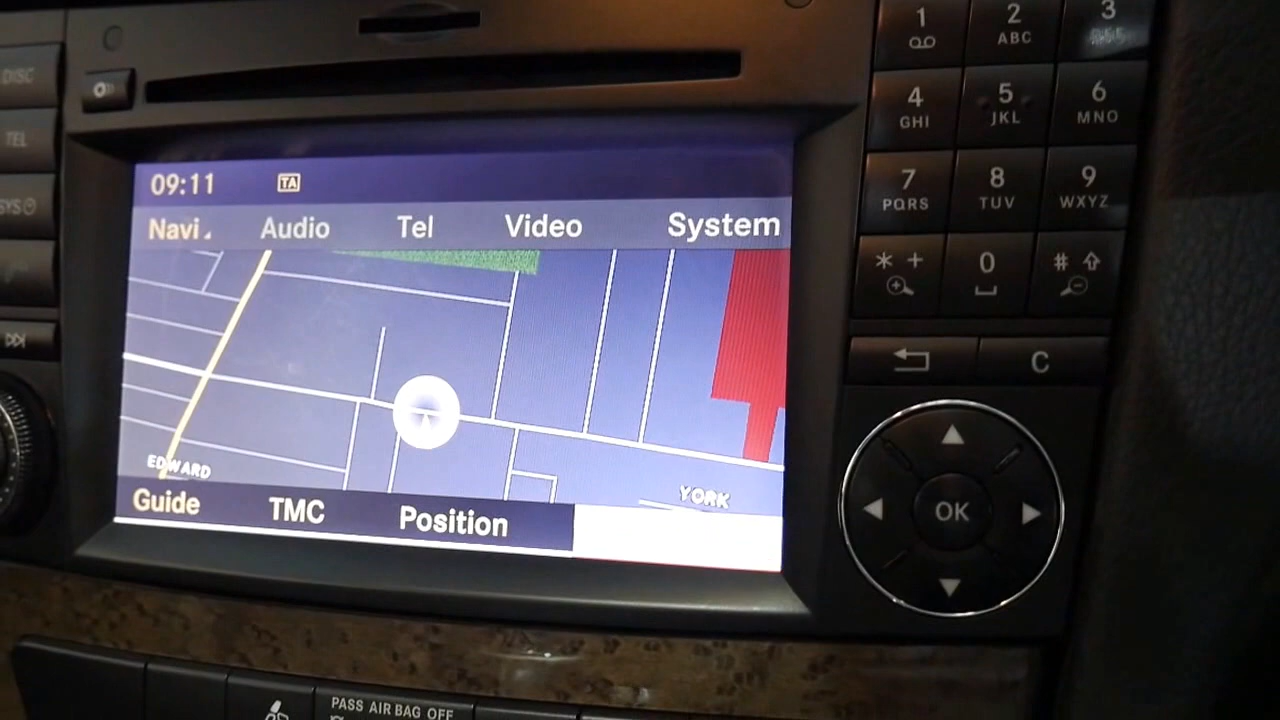 09:11 TA
Navi Audio Tel Video System
EDWARD
YORK
Guide TMC Position
DISC
TEL
SYS
1
2 ABC
3
4 GHI
5 JKL
6 MNO
7 PQRS
8 TUV
9 WXYZ
* +
0
#
C
OK
PASS AIR BAG OFF